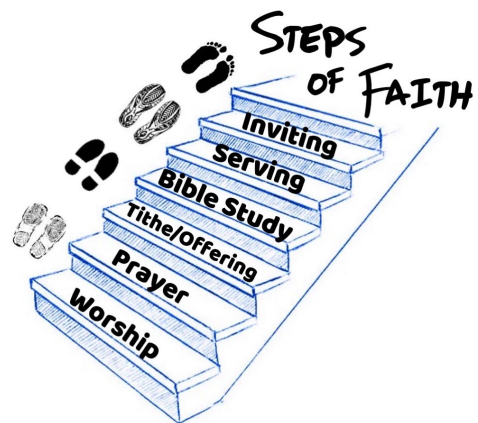 STEPS
OF FAITH
Inviting
Serving
Bible Study
Tithe/Offering
Prayer
Worship